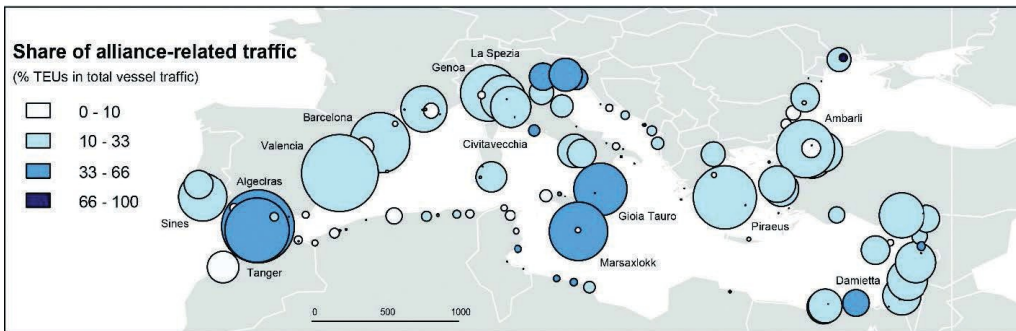 Share of alliance-related traffic
(% TEUs in total vessel traffic)
0 - 10
10 - 33
33 - 66
66 - 100
La Spezia
Genoa
Barcelona
Valencia
Civitavecchia
Ambarli
Algeciras
Sines
Gioia Tauro
Piraeus
Tanger
Marsaxlokk
Damietta
0 500 1000